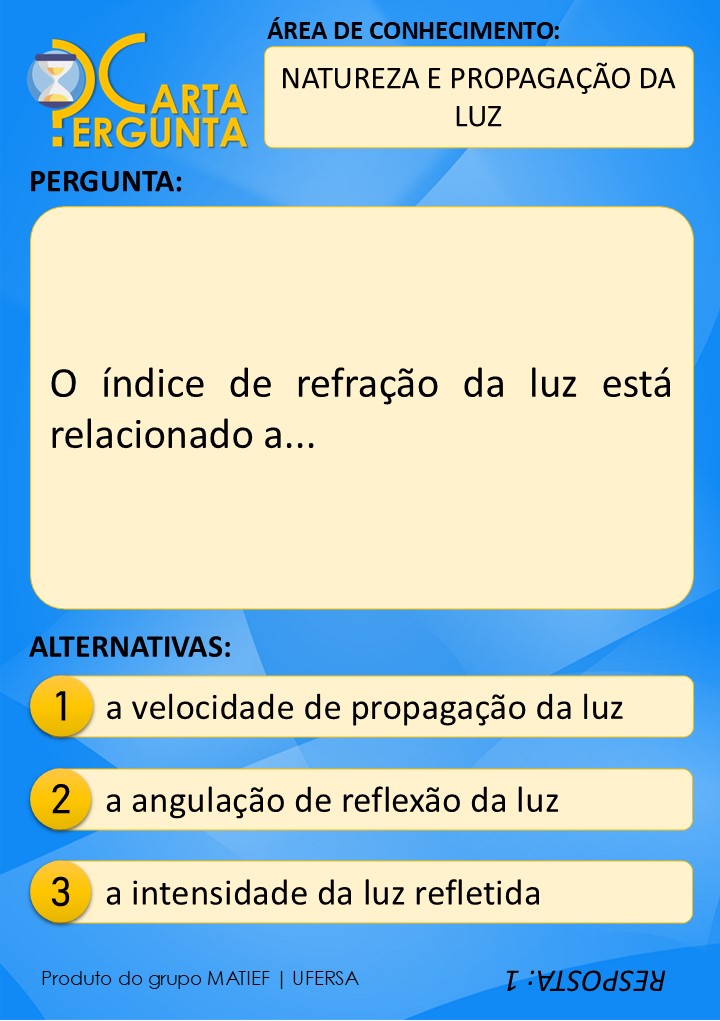 ÁREA DE CONHECIMENTO:
CARTA
PERGUNTA
NATUREZA E PROPAGAÇÃO DA
LUZ
PERGUNTA:
O índice de refração da luz está
relacionado a...
ALTERNATIVAS:
1 a velocidade de propagação da luz
2 a angulação de reflexão da luz
3 a intensidade da luz refletida
Produto do grupo MATIEF | UFERSA
RESPOSTA: 1